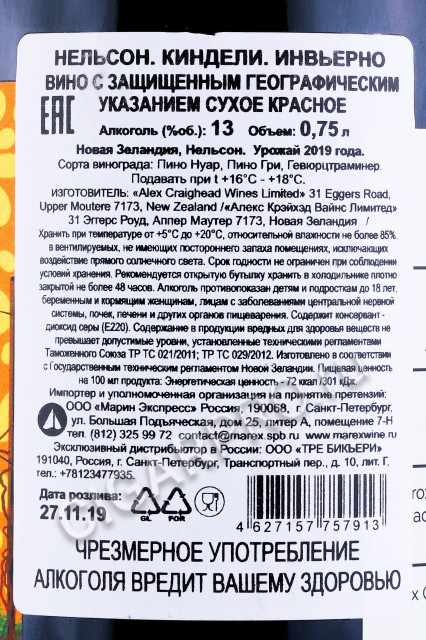 НЕЛЬСОН. КИНДЕЛИ. ИНВЬЕРНО
ВИНО С ЗАЩИЩЕННЫМ ГЕОГРАФИЧЕСКИМ
УКАЗАНИЕМ СУХОЕ КРАСНОЕ
ЕАС
Алкоголь (%об.): 13 Объем: 0,75 л
Новая Зеландия, Нельсон. Урожай 2019 года.
Сорта винограда: Пино Нуар, Пино Гри, Гевюрцтраминер.
Подавать при t +16°C - +18°C.
ИЗГОТОВИТЕЛЬ: «Alex Craighead Wines Limited» 31 Eggers Road,
Upper Moutere 7173, New Zealand /«Алекс Крэйхэд Вайнс Лимитед»
31 Эггерс Роуд, Аппер Маутер 7173, Новая Зеландия /
Хранить при температуре от +5°C до +20°C, относительной влажности не более 85%
в вентилируемых, не имеющих постороннего запаха помещениях, исключающих
воздействие прямого солнечного света. Срок годности не ограничен при соблюдении
условий хранения. Рекомендуется открытую бутылку хранить в холодильнике плотно
закрытой не более 48 часов. Алкоголь противопоказан детям и подросткам до 18 лет,
беременным и кормящим женщинам, лицам с заболеваниями центральной нервной
системы, почек, печени и других органов пищеварения. Содержит консервант -
диоксид серы (Е220). Содержание в продукции вредных для здоровья веществ не
превышает допустимые уровни, установленные техническими регламентами
Таможенного Союза ТР ТС 021/2011; ТР ТС 029/2012. Изготовлено в соответствии
с Государственным техническим регламентом Новой Зеландии. Пищевая ценность
на 100 мл продукта: Энергетическая ценность - 72 ккал /301 кДж.
Импортер и уполномоченная организация на принятие претензий:
ООО «Марин Экспресс» Россия, 190068, г. Санкт-Петербург,
ул. Большая Подъяческая, дом 25, литер А, помещение 7-Н
тел. (812) 325 99 72 contact@marex.spb.ru www.marexwine.ru
Эксклюзивный дистрибьютор в России: ООО «ТРЕ БИКЬЕРИ»
191040, Россия, г. Санкт-Петербург, Транспортный пер., д. 10, лит. Г.
тел. +78123477935.
Дата розлива:
27.11.19
GL
FOR
4 627157 757913
ЧРЕЗМЕРНОЕ УПОТРЕБЛЕНИЕ
АЛКОГОЛЯ ВРЕДИТ ВАШЕМУ ЗДОРОВЬЮ